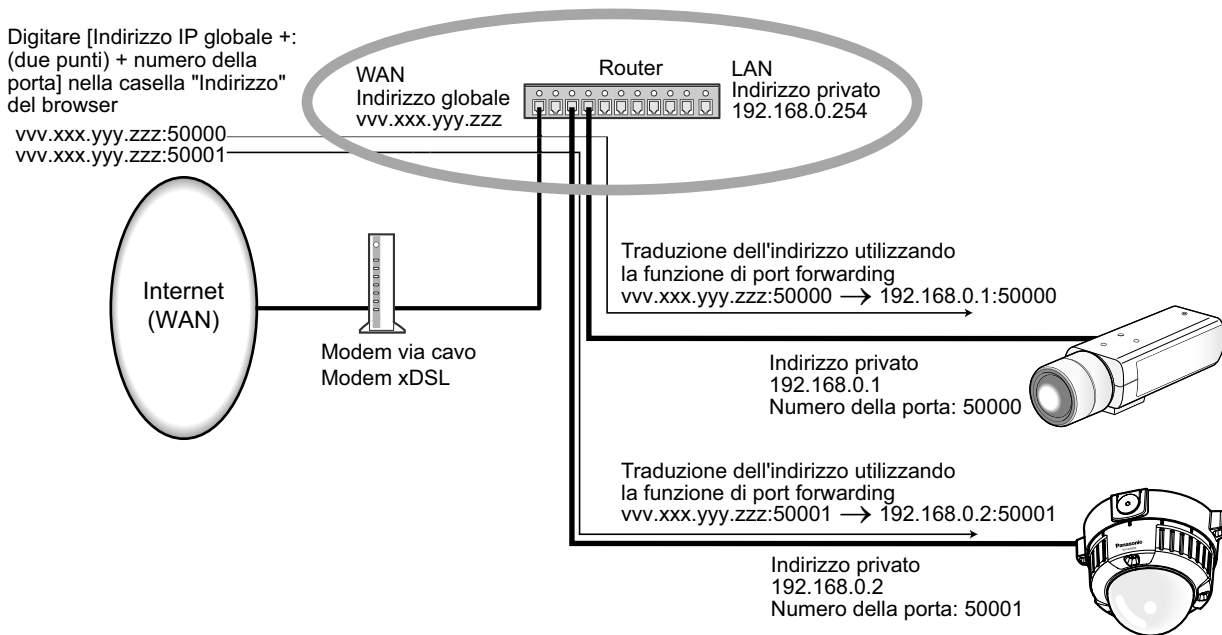 Digitare [Indirizzo IP globale +:
(due punti) + numero della
porta] nella casella "Indirizzo"
del browser
vvv.xxx.yyy.zzz:50000
vvv.xxx.yyy.zzz:50001
WAN
Indirizzo globale
vvv.xxx.yyy.zzz
Router
LAN
Indirizzo privato
192.168.0.254
Internet
(WAN)
Modem via cavo
Modem xDSL
Traduzione dell'indirizzo utilizzando
la funzione di port forwarding
vvv.xxx.yyy.zzz:50000 → 192.168.0.1:50000
Indirizzo privato
192.168.0.1
Numero della porta: 50000
Traduzione dell'indirizzo utilizzando
la funzione di port forwarding
vvv.xxx.yyy.zzz:50001 → 192.168.0.2:50001
Panasonic
Indirizzo privato
192.168.0.2
Numero della porta: 50001